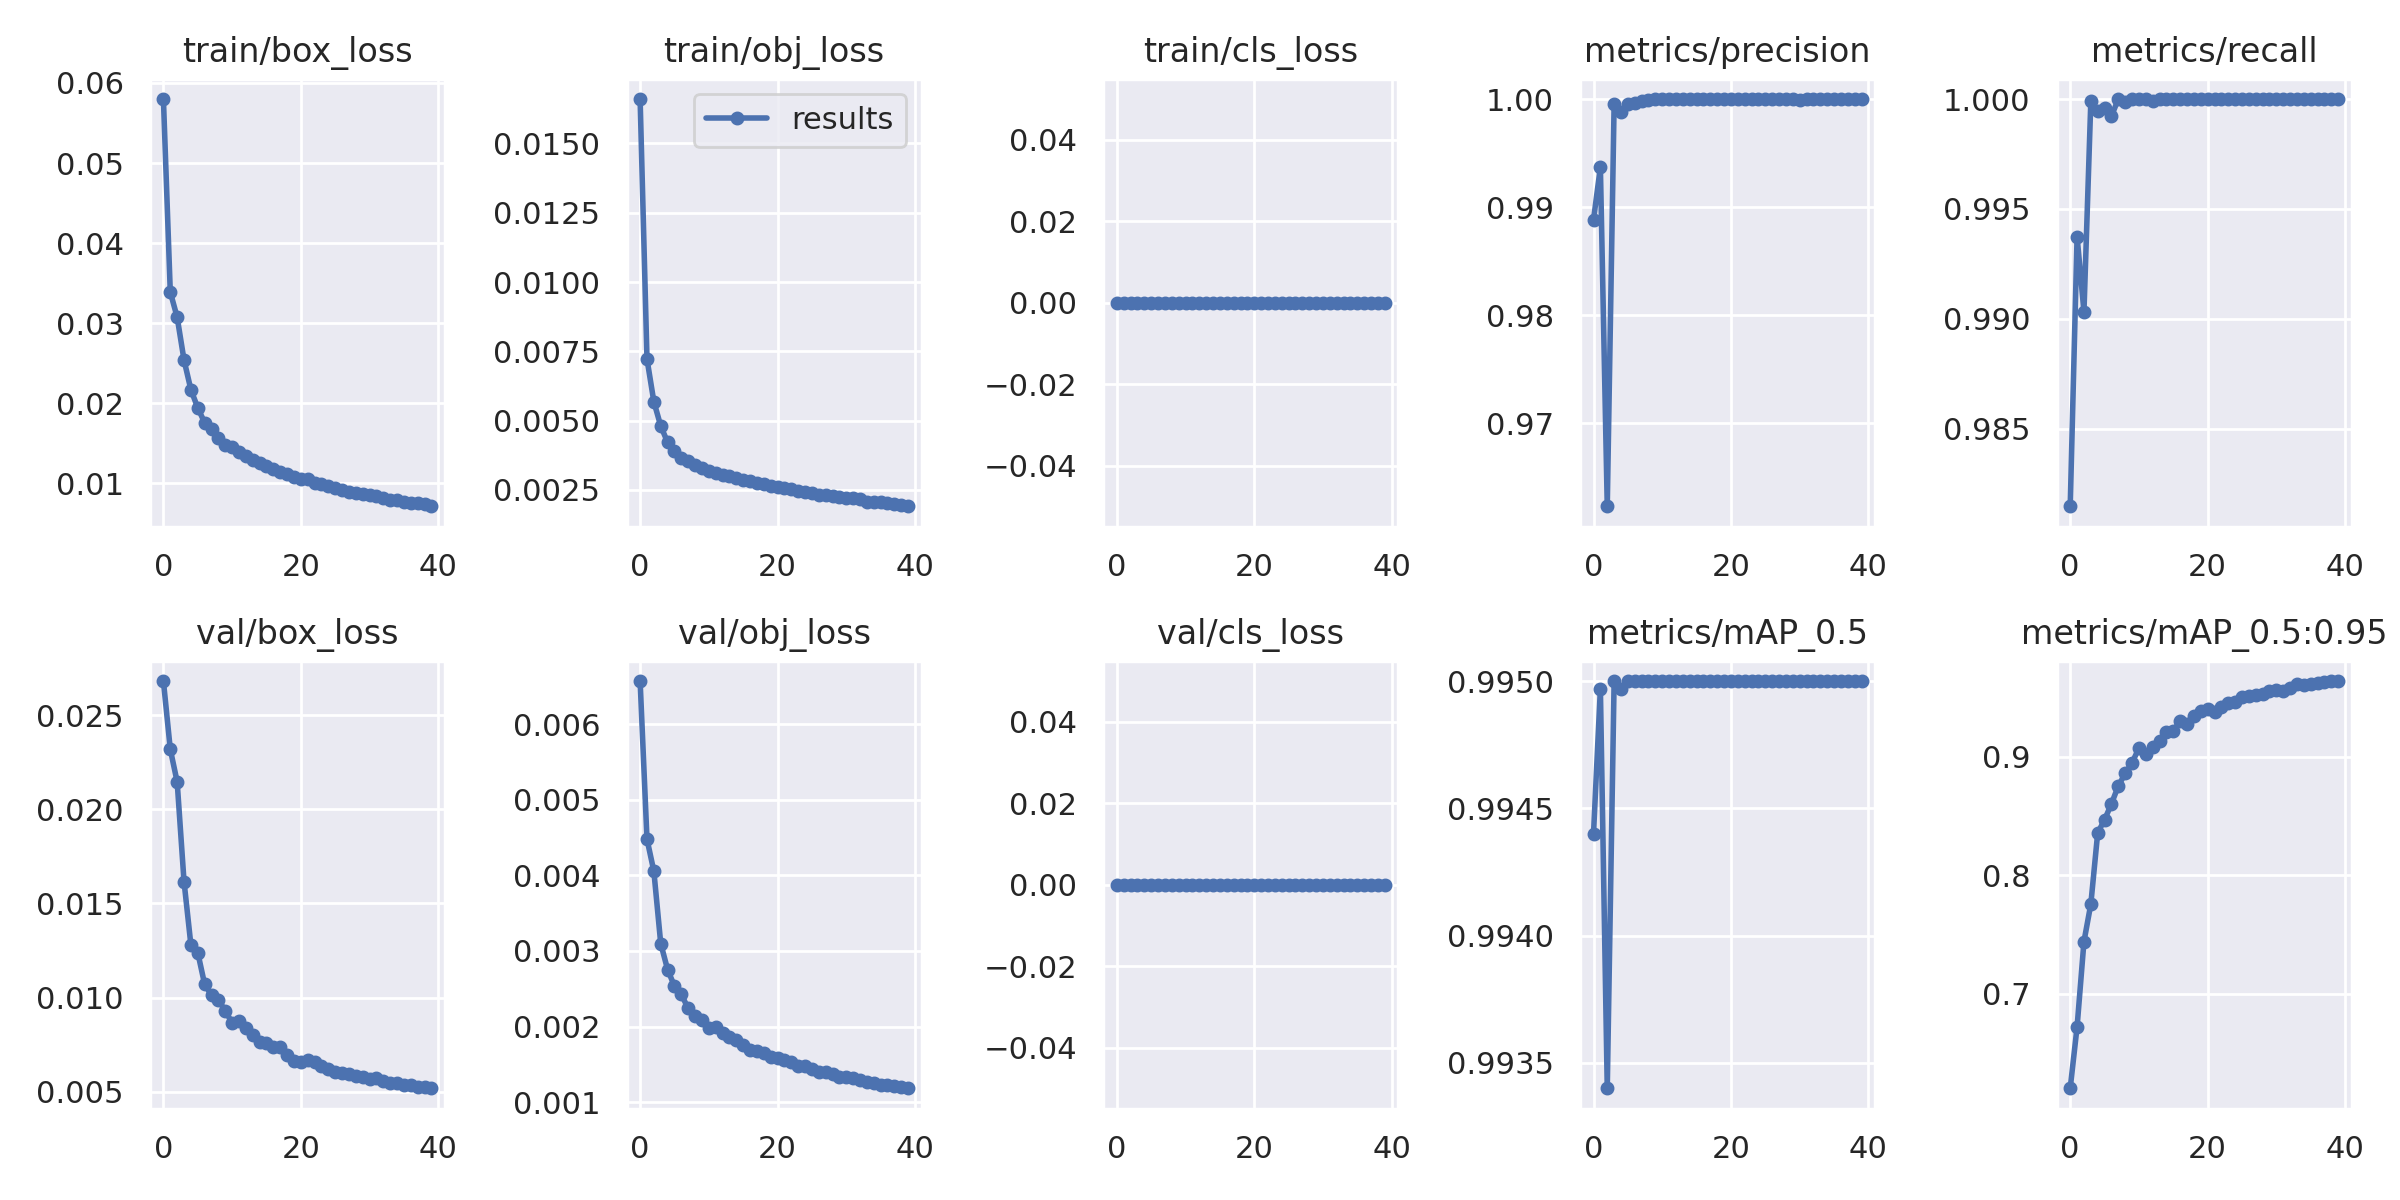 train/box_loss
0.06
0.05
0.04
0.03
0.02
0.01
0 20 40
train/obj_loss
results
0.0150
0.0125
0.0100
0.0075
0.0050
0.0025
0 20 40
train/cls_loss
0.04
0.02
0.00
−0.02
−0.04
0 20 40
metrics/precision
1.00
0.99
0.98
0.97
0 20 40
metrics/recall
1.000
0.995
0.990
0.985
0 20 40
val/box_loss
0.025
0.020
0.015
0.010
0.005
0 20 40
val/obj_loss
0.006
0.005
0.004
0.003
0.002
0.001
0 20 40
val/cls_loss
0.04
0.02
0.00
−0.02
−0.04
0 20 40
metrics/mAP_0.5
0.9950
0.9945
0.9940
0.9935
0 20 40
metrics/mAP_0.5:0.95
0.9
0.8
0.7
0 20 40